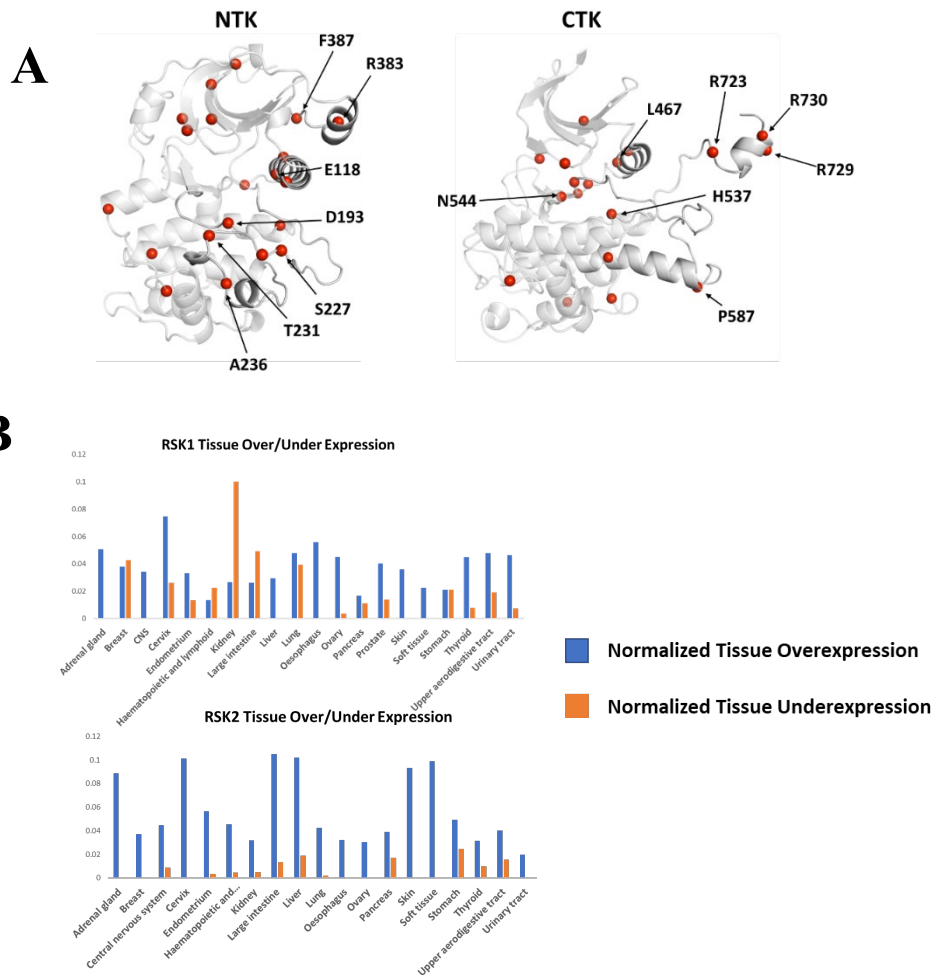 NTK
CTK
A
F387
R383
E118
D193
S227
T231
A236
L467
R723
R730
R729
N544
H537
P587
B
RSK1 Tissue Over/Under Expression
0.12
0.1
0.08
0.06
0.04
0.02
0
Adrenal gland
Breast
CNS
Cervix
Endometrium
Haematopoietic and lymphoid
Kidney
Large intestine
Liver
Lung
Oesophagus
Ovary
Pancreas
Prostate
Skin
Soft tissue
Stomach
Thyroid
Upper aerodigestive tract
Urinary tract
Normalized Tissue Overexpression
Normalized Tissue Underexpression
RSK2 Tissue Over/Under Expression
0.12
0.1
0.08
0.06
0.04
0.02
0
Adrenal gland
Breast
Central nervous system
Cervix
Endometrium
Haematopoietic and...
Kidney
Large intestine
Liver
Lung
Oesophagus
Ovary
Pancreas
Skin
Soft tissue
Stomach
Thyroid
Upper aerodigestive tract
Urinary tract